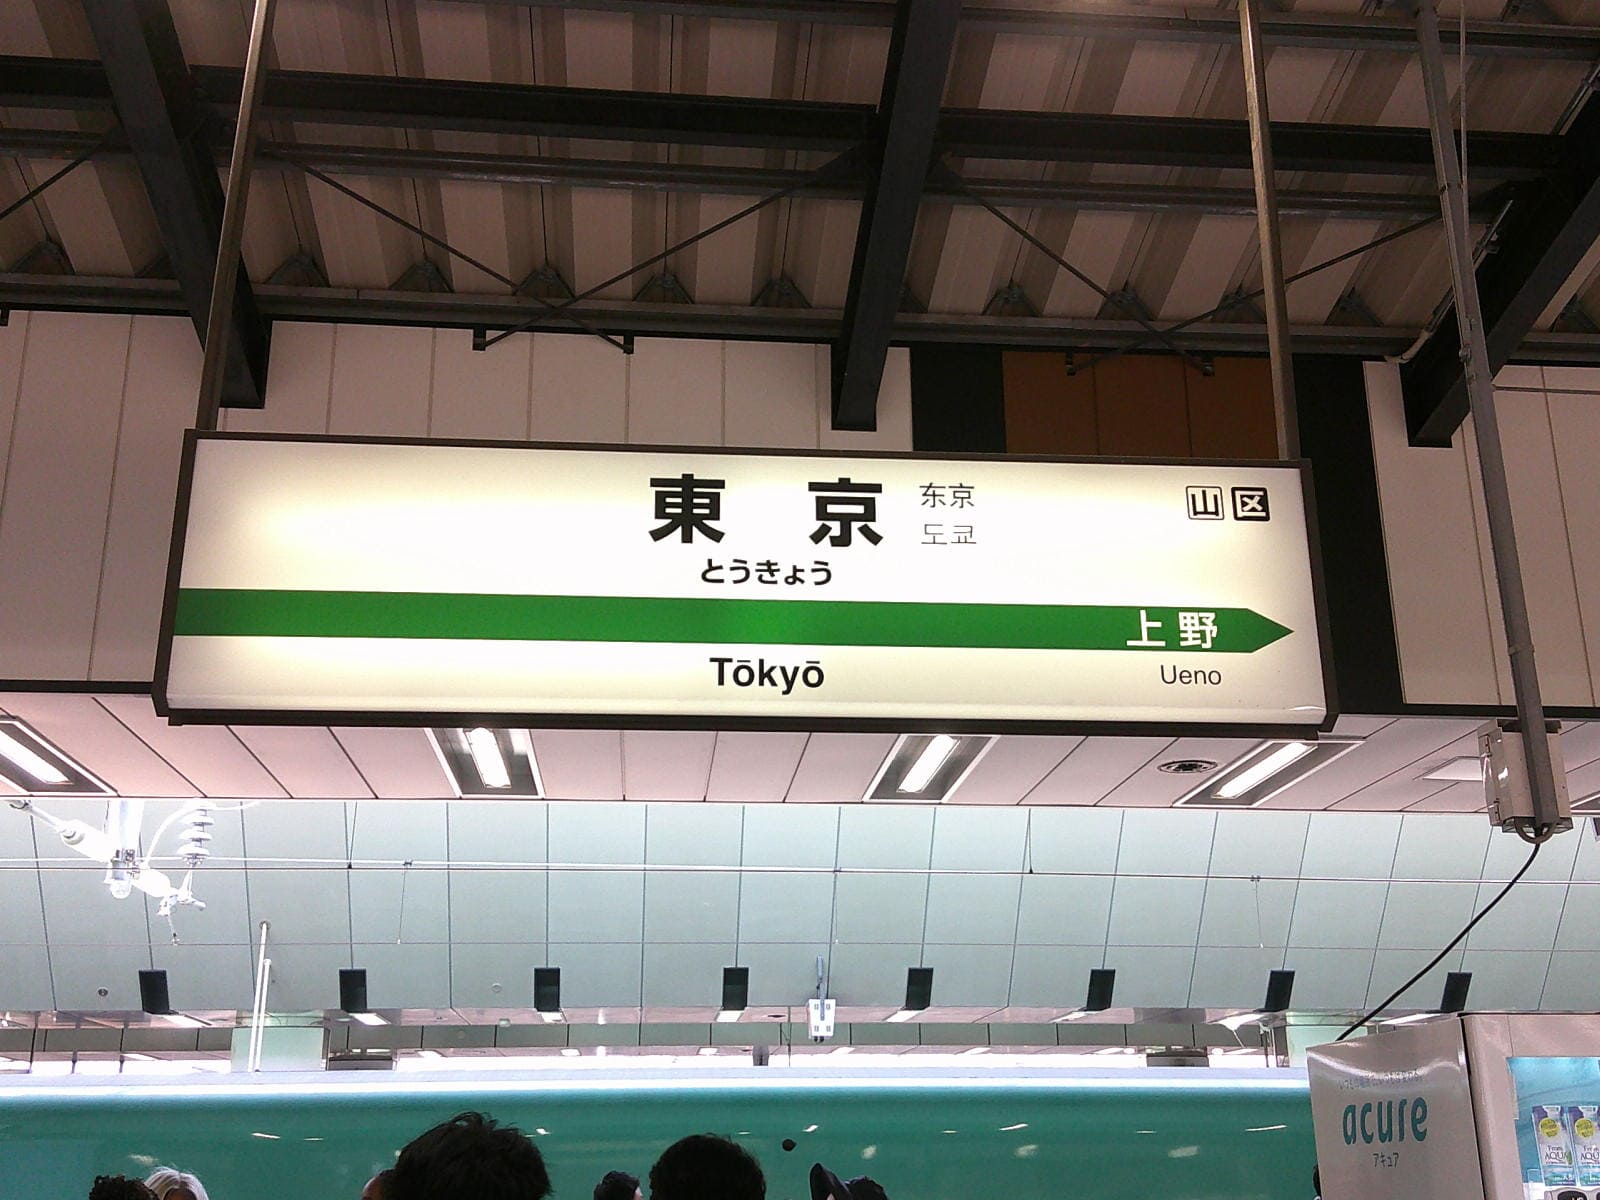 東京
东京
도쿄
山 区
とうきょう
上野
Tōkyō
Ueno
acure
アキュア